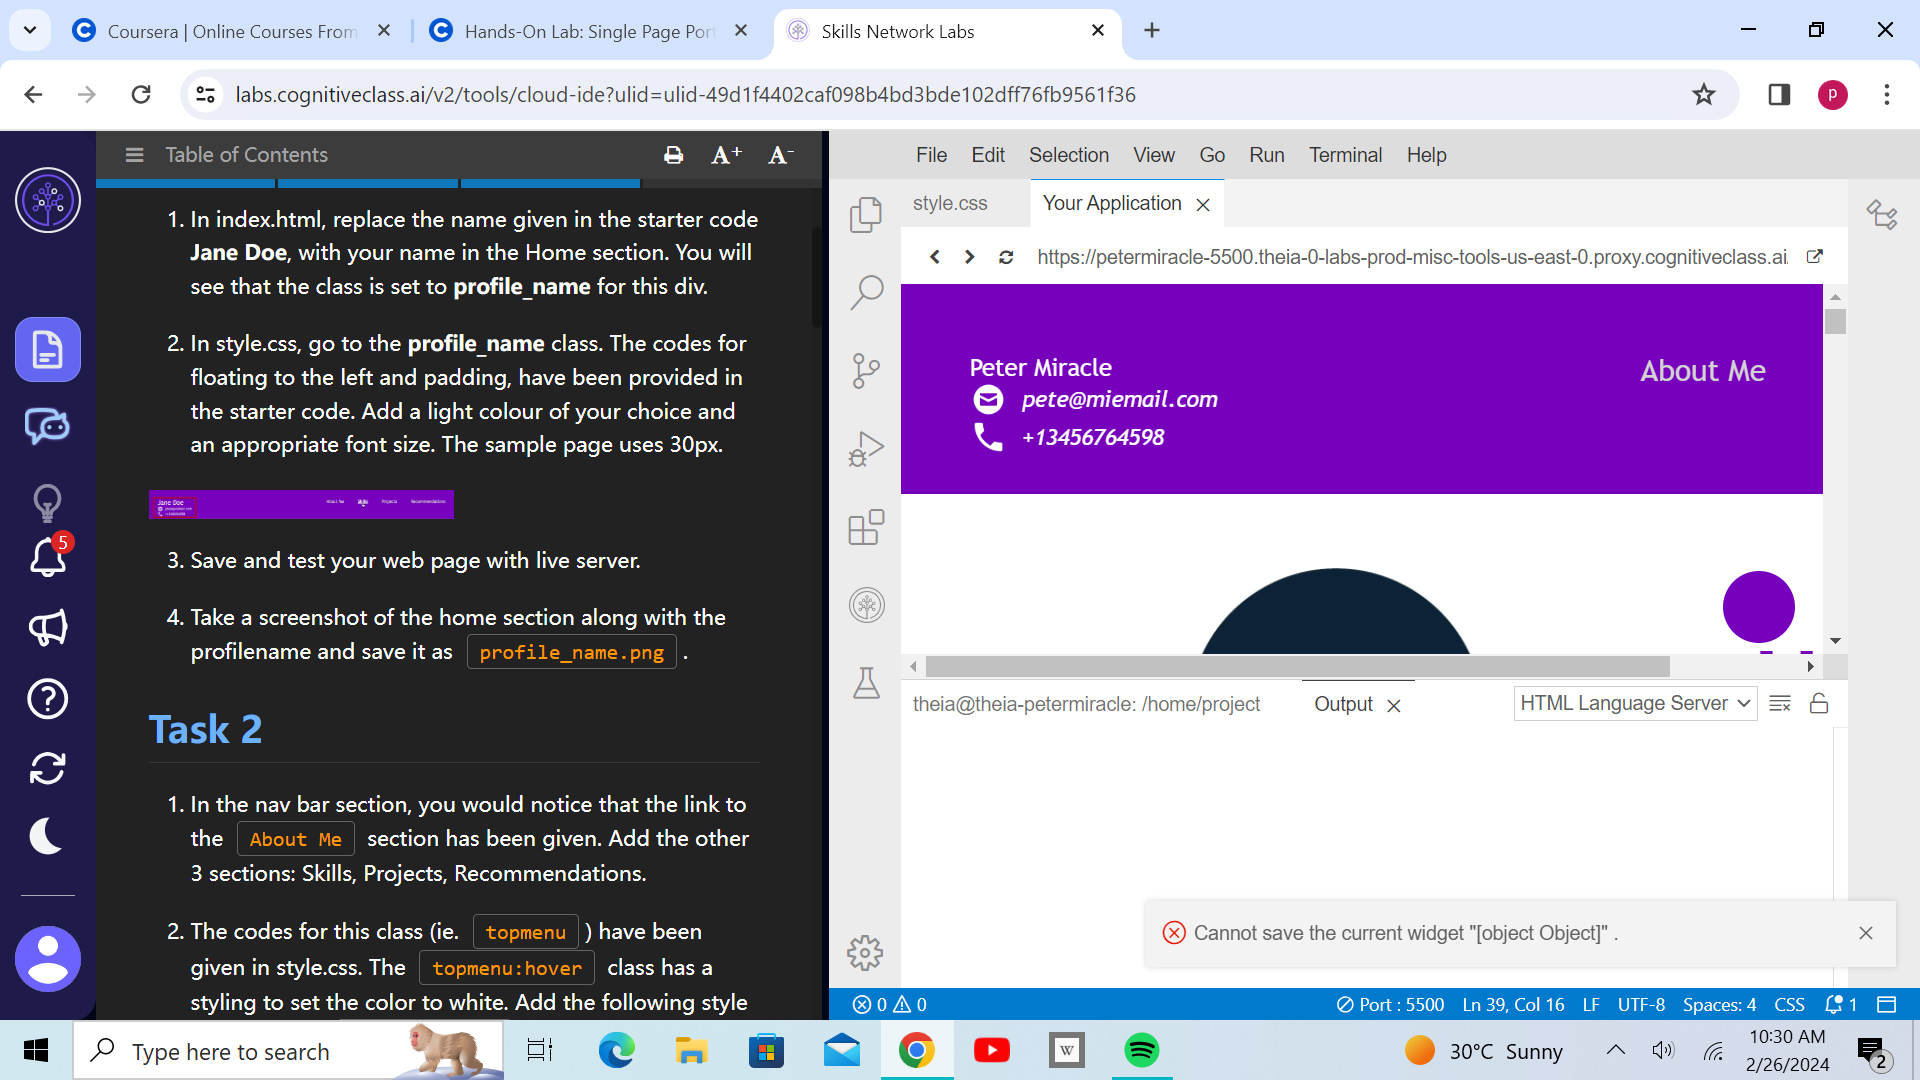 Coursera | Online Courses From
Hands-On Lab: Single Page Port
Skills Network Labs
labs.cognitiveclass.ai/v2/tools/cloud-ide?ulid=ulid-49d1f4402caf098b4bd3bde102dff76fb9561f36
p
Table of Contents
A+ A-
1. In index.html, replace the name given in the starter code
Jane Doe, with your name in the Home section. You will
see that the class is set to profile_name for this div.
2. In style.css, go to the profile_name class. The codes for
floating to the left and padding, have been provided in
the starter code. Add a light colour of your choice and
an appropriate font size. The sample page uses 30px.
Jane Doe
About Me
Projects
Recommendations
3. Save and test your web page with live server.
4. Take a screenshot of the home section along with the
profilename and save it as profile_name.png .
Task 2
1. In the nav bar section, you would notice that the link to
the About Me section has been given. Add the other
3 sections: Skills, Projects, Recommendations.
2. The codes for this class (ie. topmenu ) have been
given in style.css. The topmenu:hover class has a
styling to set the color to white. Add the following style
5
File Edit Selection View Go Run Terminal Help
style.css
Your Application
https://petermiracle-5500.theia-0-labs-prod-misc-tools-us-east-0.proxy.cognitiveclass.ai
Peter Miracle
pete@miemail.com
+13456764598
About Me
theia@theia-petermiracle: /home/project
Output
HTML Language Server
Cannot save the current widget "[object Object]" .
0 0
Port : 5500 Ln 39, Col 16 LF UTF-8 Spaces: 4 CSS 1
Type here to search
W
30°C Sunny
10:30 AM
2/26/2024
2